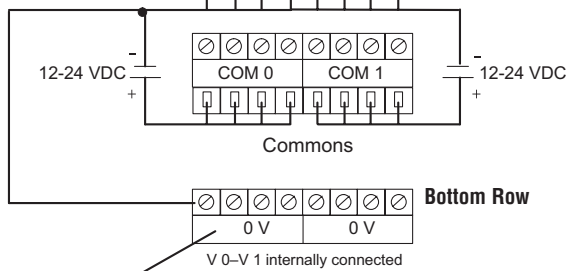 -
-
12-24 VDC
COM 0
COM 1
12-24 VDC
+
+
Commons
Bottom Row
0 V
0 V
V 0–V 1 internally connected